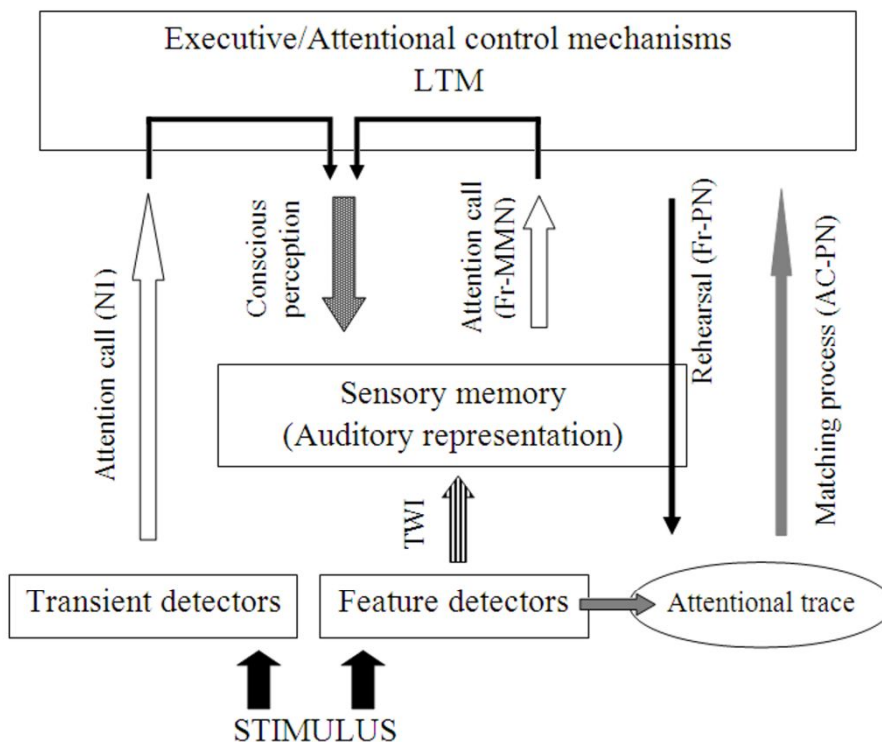 Executive/Attentional control mechanisms
LTM
Attention call (N1)
Conscious
perception
Attention call
(Fr-MMN)
Rehearsal (Fr-PN)
Matching process (AC-PN)
Sensory memory
(Auditory representation)
TWI
Transient detectors
Feature detectors
Attentional trace
STIMULUS